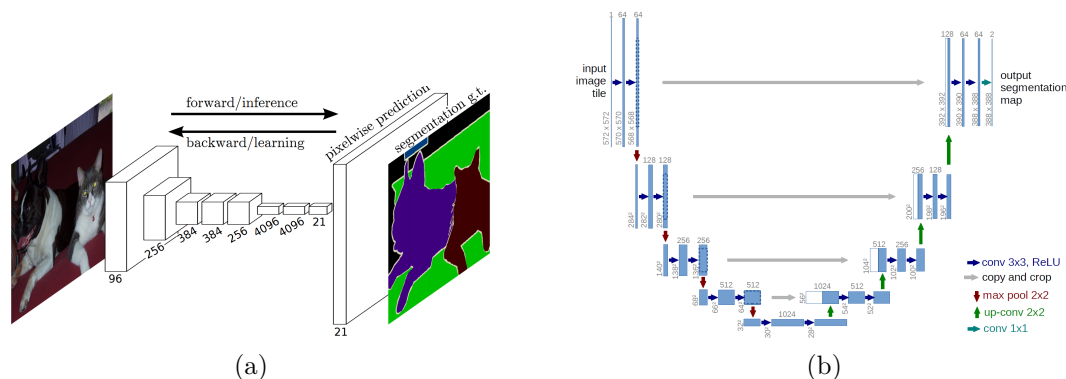 forward/inference
backward/learning
pixelwise prediction
segmentation g.t.
96
256
384
384
256
4096
4096
21
21
(a)
1
64
64
input
image
tile
572 x 572
570 x 570
568 x 568
128
64
64
2
output
segmentation
map
392 x 392
390 x 390
388 x 388
388 x 388
128
128
284²
282²
280²
256
128
200²
198²
196²
256
256
140²
138²
136²
512
256
104²
102²
100²
512
512
68²
66²
64²
1024
512
56²
54²
52²
1024
32²
30²
28²
conv 3x3, ReLU
copy and crop
max pool 2x2
up-conv 2x2
conv 1x1
(b)